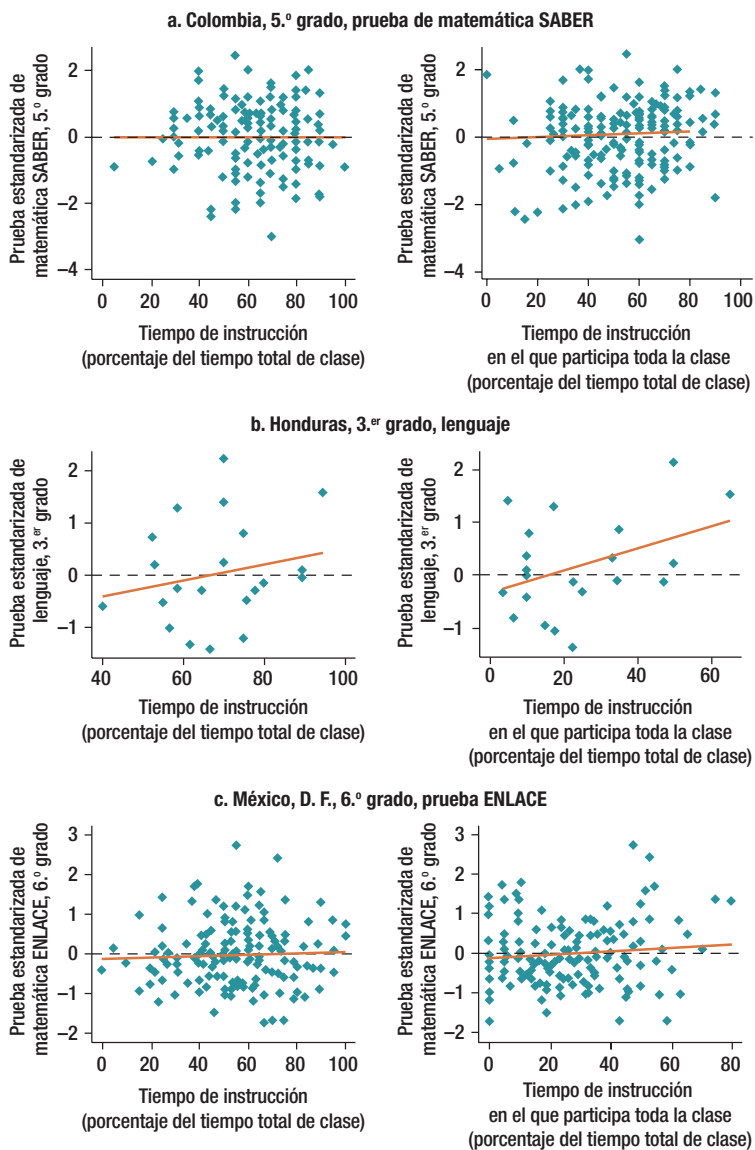 a. Colombia, 5.º grado, prueba de matemática SABER
Prueba estandarizada de
matemática SABER, 5.º grado
2
0
−2
−4
0 20 40 60 80 100
Tiempo de instrucción
(porcentaje del tiempo total de clase)
Prueba estandarizada de
matemática SABER, 5.º grado
2
0
−2
−4
0 20 40 60 80 100
Tiempo de instrucción
en el que participa toda la clase
(porcentaje del tiempo total de clase)
b. Honduras, 3.er grado, lenguaje
Prueba estandarizada de
lenguaje, 3.er grado
2
1
0
−1
40 60 80 100
Tiempo de instrucción
(porcentaje del tiempo total de clase)
Prueba estandarizada de
lenguaje, 3.er grado
2
1
0
−1
0 20 40 60
Tiempo de instrucción
en el que participa toda la clase
(porcentaje del tiempo total de clase)
c. México, D. F., 6.º grado, prueba ENLACE
Prueba estandarizada de
matemática ENLACE, 6.º grado
3
2
1
0
−1
−2
0 20 40 60 80 100
Tiempo de instrucción
(porcentaje del tiempo total de clase)
Prueba estandarizada de
matemática ENLACE, 6.º grado
3
2
1
0
−1
−2
0 20 40 60 80
Tiempo de instrucción
en el que participa toda la clase
(porcentaje del tiempo total de clase)